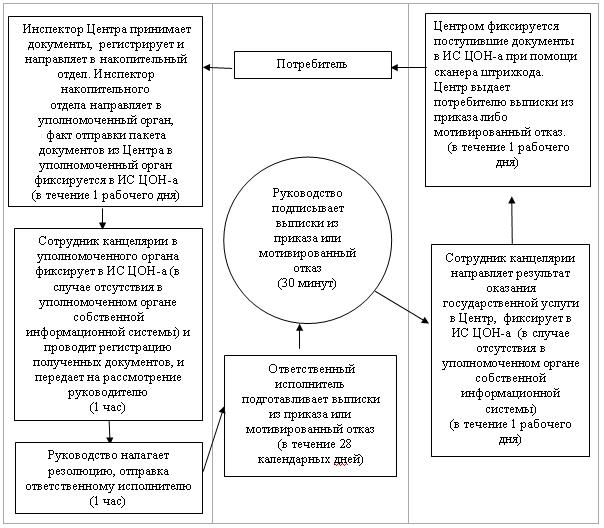 Потребитель
Инспектор Центра принимает
документы, регистрирует и
направляет в накопительный
отдел. Инспектор
накопительного
отдела направляет в
уполномоченный орган,
факт отправки пакета
документов из Центра в
уполномоченный орган
фиксируется в ИС ЦОН-а
(в течение 1 рабочего дня)
Сотрудник канцелярии в
уполномоченного органа
фиксирует в ИС ЦОН-а (в
случае отсутствия в
уполномоченном органе
собственной
информационной системы) и
проводит регистрацию
полученных документов, и
передает на рассмотрение
руководителю
(1 час)
Руководство налагает
резолюцию, отправка
ответственному исполнителю
(1 час)
Ответственный
исполнитель
подготавливает выписки
из приказа или
мотивированный отказ
(в течение 28
календарных дней)
Руководство
подписывает
выписки из
приказа или
мотивированный
отказ
(30 минут)
Сотрудник канцелярии
направляет результат
оказания
государственной услуги
в Центр, фиксирует в
ИС ЦОН-а (в случае
отсутствия в
уполномоченном органе
собственной
информационной
системы)
(в течение 1 рабочего
дня)
Центром фиксируется
поступившие документы
в ИС ЦОН-а при помощи
сканера штрихкода.
Центр выдает
потребителю выписки из
приказа либо
мотивированный отказ.
(в течение 1 рабочего
дня)